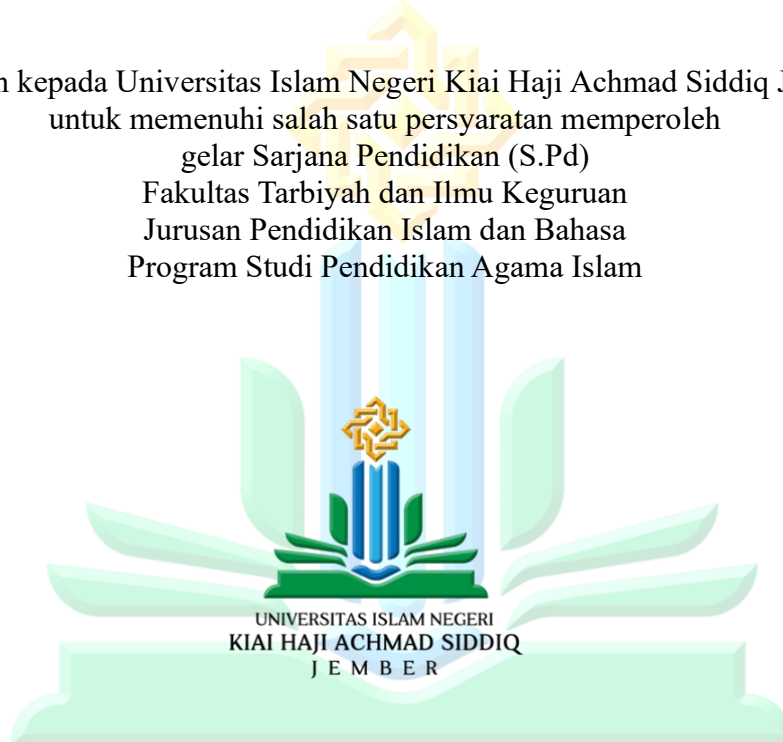 kepada Universitas Islam Negeri Kiai Haji Achmad Siddiq
untuk memenuhi salah satu persyaratan memperoleh
gelar Sarjana Pendidikan (S.Pd)
Fakultas Tarbiyah dan Ilmu Keguruan
Jurusan Pendidikan Islam dan Bahasa
Program Studi Pendidikan Agama Islam
UNIVERSITAS ISLAM NEGERI
KIAI HAJI ACHMAD SIDDIQ
JEMBER